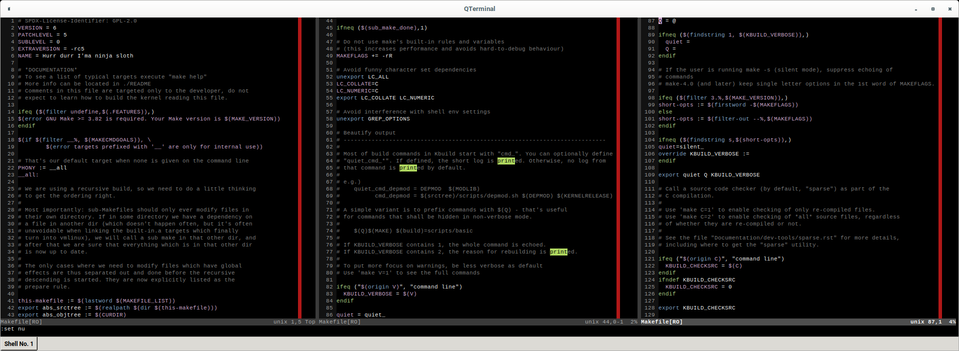 QTerminal
1 # SPDX-License-Identifier: GPL-2.0
2 VERSION = 6
3 PATCHLEVEL = 5
4 SUBLEVEL = 0
5 EXTRAVERSION = -rc5
6 NAME = Hurr durr I'ma ninja sloth
7
8 # *DOCUMENTATION*
9 # To see a list of typical targets execute "make help"
10 # More info can be located in ./README
11 # Comments in this file are targeted only to the developer, do not
12 # expect to learn how to build the kernel reading this file.
13
14 ifeq ($(filter undefine,$(.FEATURES)),)
15 $(error GNU Make >= 3.82 is required. Your Make version is $(MAKE_VERSION))
16 endif
17
18 $(if $(filter __%, $(MAKECMDGOALS)), \
19 $(error targets prefixed with '__' are only for internal use))
20
21 # That's our default target when none is given on the command line
22 PHONY := __all
23 __all:
24
25 # We are using a recursive build, so we need to do a little thinking
26 # to get the ordering right.
27 #
28 # Most importantly: sub-Makefiles should only ever modify files in
29 # their own directory. If in some directory we have a dependency on
30 # a file in another dir (which doesn't happen often, but it's often
31 # unavoidable when linking the built-in.a targets which finally
32 # turn into vmlinux), we will call a sub make in that other dir, and
33 # after that we are sure that everything which is in that other dir
34 # is now up to date.
35 #
36 # The only cases where we need to modify files which have global
37 # effects are thus separated out and done before the recursive
38 # descending is started. They are now explicitly listed as the
39 # prepare rule.
40
41 this-makefile := $(lastword $(MAKEFILE_LIST))
42 export abs_srctree := $(realpath $(dir $(this-makefile)))
43 export abs_objtree := $(CURDIR)
Makefile[RO] unix 1,5 Top
44
45 ifneq ($(sub_make_done),1)
46
47 # Do not use make's built-in rules and variables
48 # (this increases performance and avoids hard-to-debug behaviour)
49 MAKEFLAGS += -rR
50
51 # Avoid funny character set dependencies
52 unexport LC_ALL
53 LC_COLLATE=C
54 LC_NUMERIC=C
55 export LC_COLLATE LC_NUMERIC
56
57 # Avoid interference with shell env settings
58 unexport GREP_OPTIONS
59
60 # Beautify output
61 # ---------------------------------------------------------------------------
62 #
63 # Most of build commands in Kbuild start with "cmd_". You can optionally define
64 # "quiet_cmd_*". If defined, the short log is printed. Otherwise, no log from
65 # that command is printed by default.
66 #
67 # e.g.)
68 # quiet_cmd_depmod = DEPMOD $(MODLIB)
69 # cmd_depmod = $(srctree)/scripts/depmod.sh $(DEPMOD) $(KERNELRELEASE)
70 #
71 # A simple variant is to prefix commands with $(Q) - that's useful
72 # for commands that shall be hidden in non-verbose mode.
73 #
74 # $(Q)$(MAKE) $(build)=scripts/basic
75 #
76 # If KBUILD_VERBOSE contains 1, the whole command is echoed.
77 # If KBUILD_VERBOSE contains 2, the reason for rebuilding is printed.
78 #
79 # To put more focus on warnings, be less verbose as default
80 # Use 'make V=1' to see the full commands
81
82 ifeq ("$(origin V)", "command line")
83 KBUILD_VERBOSE = $(V)
84 endif
85
86 quiet = quiet_
Makefile[RO] unix 44,0-1 2%
87 Q = @
88
89 ifneq ($(findstring 1, $(KBUILD_VERBOSE)),)
90 quiet =
91 Q =
92 endif
93
94 # If the user is running make -s (silent mode), suppress echoing of
95 # commands
96 # make-4.0 (and later) keep single letter options in the 1st word of MAKEFLAGS.
97
98 ifeq ($(filter 3.%,$(MAKE_VERSION)),)
99 short-opts := $(firstword -$(MAKEFLAGS))
100 else
101 short-opts := $(filter-out --%,$(MAKEFLAGS))
102 endif
103
104 ifneq ($(findstring s,$(short-opts)),)
105 quiet=silent_
106 override KBUILD_VERBOSE :=
107 endif
108
109 export quiet Q KBUILD_VERBOSE
110
111 # Call a source code checker (by default, "sparse") as part of the
112 # C compilation.
113 #
114 # Use 'make C=1' to enable checking of only re-compiled files.
115 # Use 'make C=2' to enable checking of *all* source files, regardless
116 # of whether they are re-compiled or not.
117 #
118 # See the file "Documentation/dev-tools/sparse.rst" for more details,
119 # including where to get the "sparse" utility.
120
121 ifeq ("$(origin C)", "command line")
122 KBUILD_CHECKSRC = $(C)
123 endif
124 ifndef KBUILD_CHECKSRC
125 KBUILD_CHECKSRC = 0
126 endif
127
128 export KBUILD_CHECKSRC
129
Makefile[RO] unix 87,1 4%
:set nu
Shell No. 1